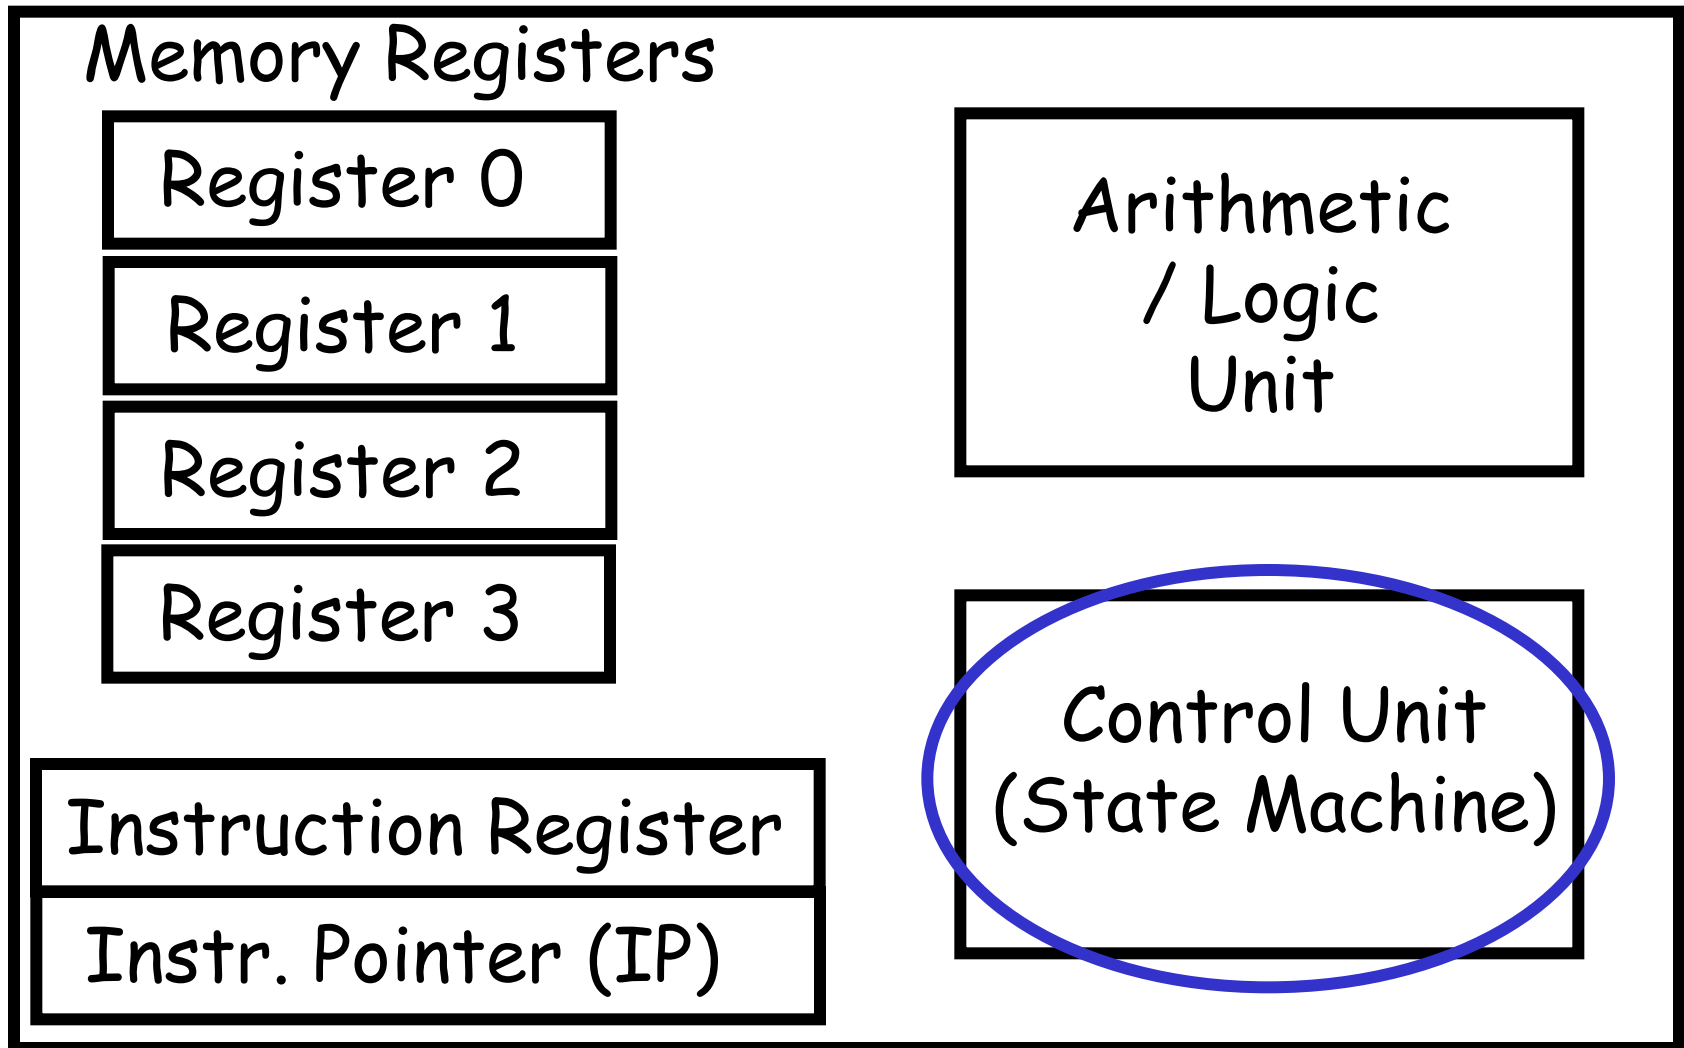 Memory Registers
Register 0
Register 1
Register 2
Register 3
Instruction Register
Instr. Pointer (IP)
Arithmetic
/ Logic
Unit
Control Unit
(State Machine)